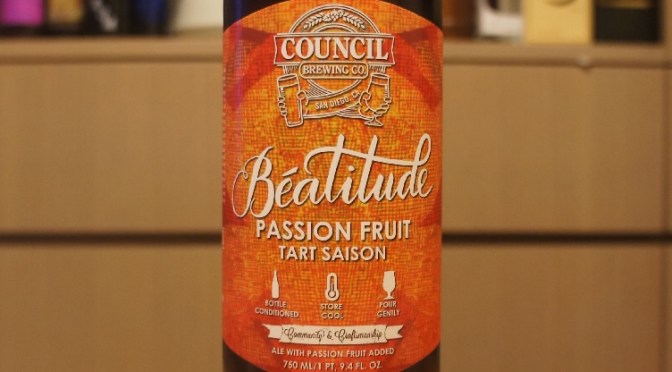 COUNCIL
BREWING CO.
SAN DIEGO, CA
Béatitude
PASSION FRUIT
TART SAISON
BOTTLE
CONDITIONED
STORE
COOL
POUR
GENTLY
Community & Craftsmanship
ALE WITH PASSION FRUIT ADDED
750 ML/1 PT, 9.4 FL. OZ.